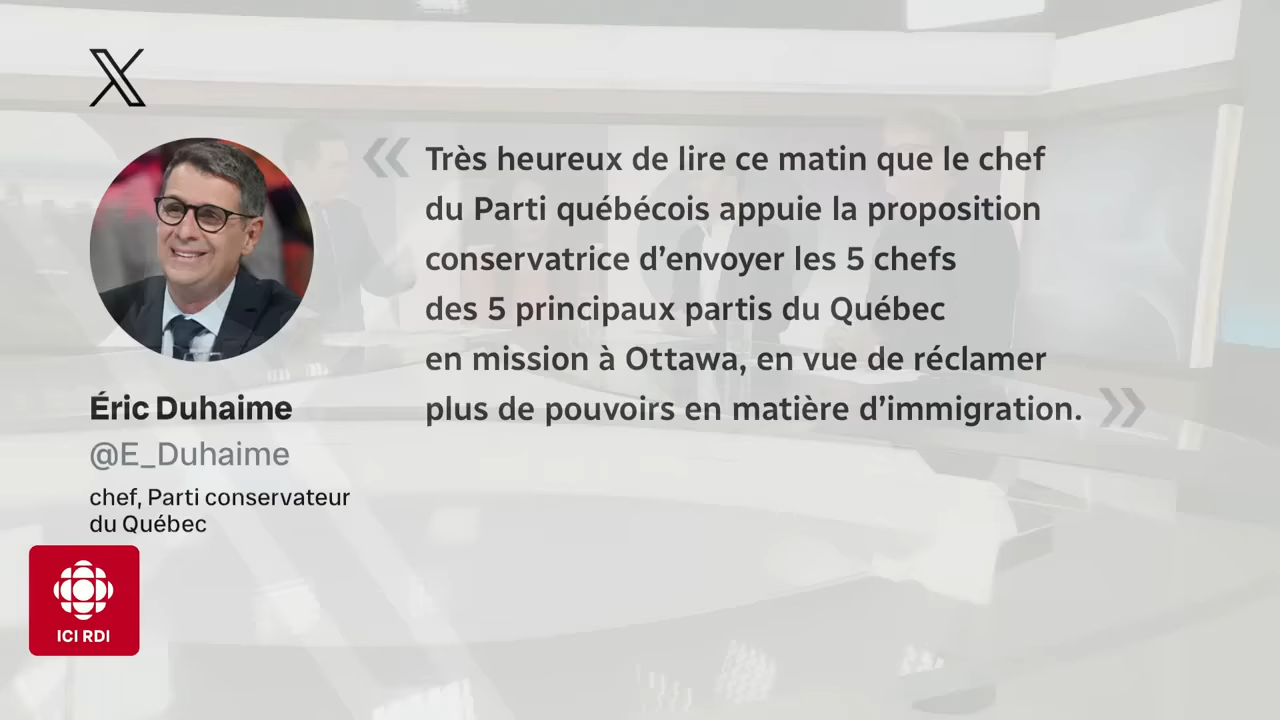 Éric Duhaime
@E_Duhaime
chef, Parti conservateur
du Québec
« Très heureux de lire ce matin que le chef
du Parti québécois appuie la proposition
conservatrice d’envoyer les 5 chefs
des 5 principaux partis du Québec
en mission à Ottawa, en vue de réclamer
plus de pouvoirs en matière d’immigration. »
ICI RDI